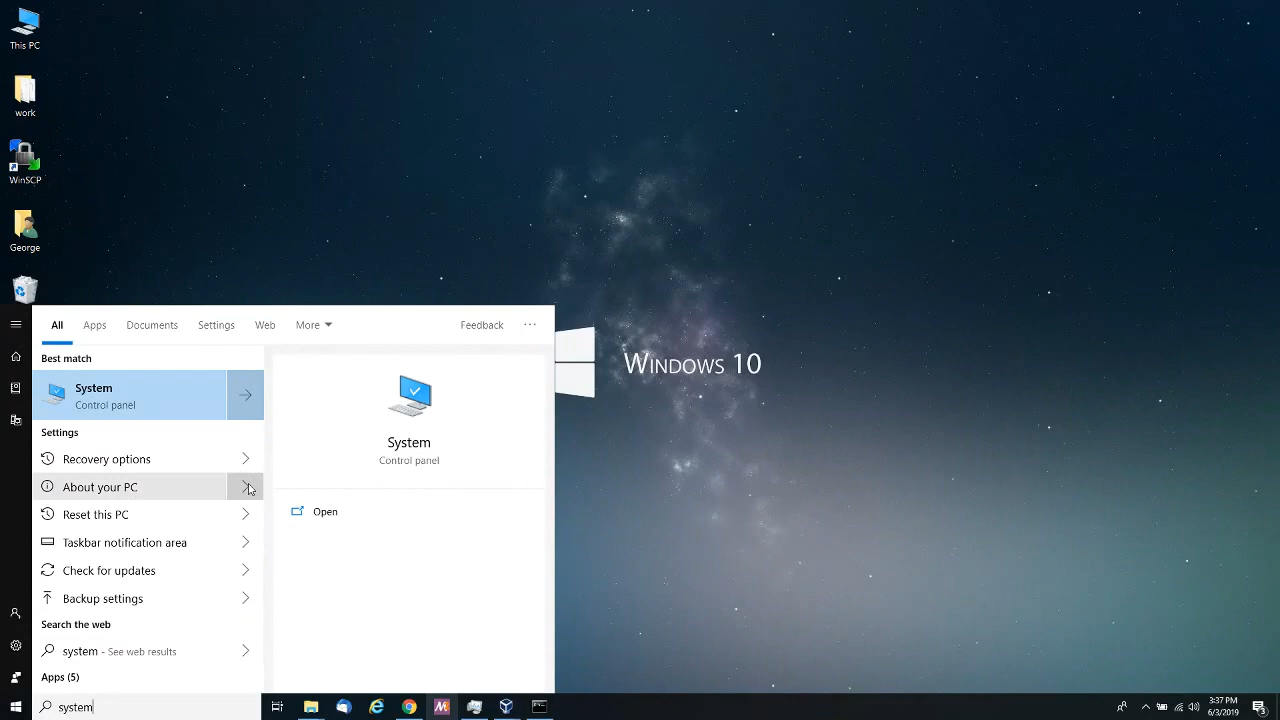 This PC
work
WinSCP
George
All Apps Documents Settings Web More Feedback ...
Best match
System
Control panel
Settings
Recovery options
About your PC
Reset this PC
Taskbar notification area
Check for updates
Backup settings
Search the web
system - See web results
Apps (5)
system
System
Control panel
Open
WINDOWS 10
3:37 PM
6/3/2019